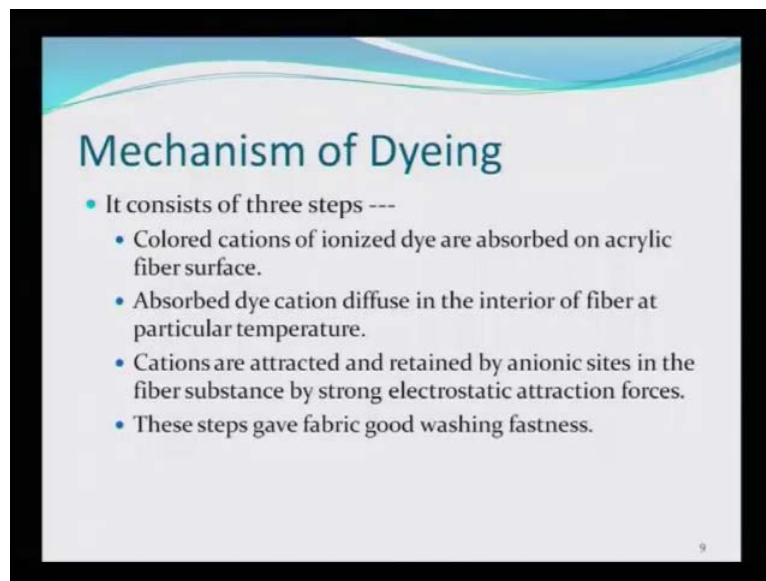 Mechanism of Dyeing
• It consists of three steps ---
• Colored cations of ionized dye are absorbed on acrylic
fiber surface.
• Absorbed dye cation diffuse in the interior of fiber at
particular temperature.
• Cations are attracted and retained by anionic sites in the
fiber substance by strong electrostatic attraction forces.
• These steps gave fabric good washing fastness.
9